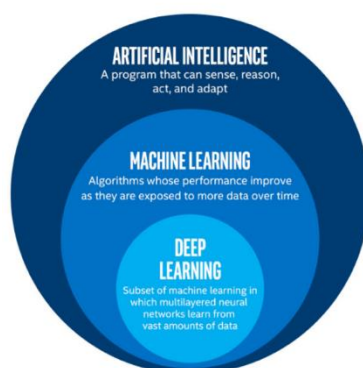 ARTIFICIAL INTELLIGENCE
A program that can sense, reason,
act, and adapt
MACHINE LEARNING
Algorithms whose performance improve
as they are exposed to more data over time
DEEP
LEARNING
Subset of machine learning in
which multilayered neural
networks learn from
vast amounts of data